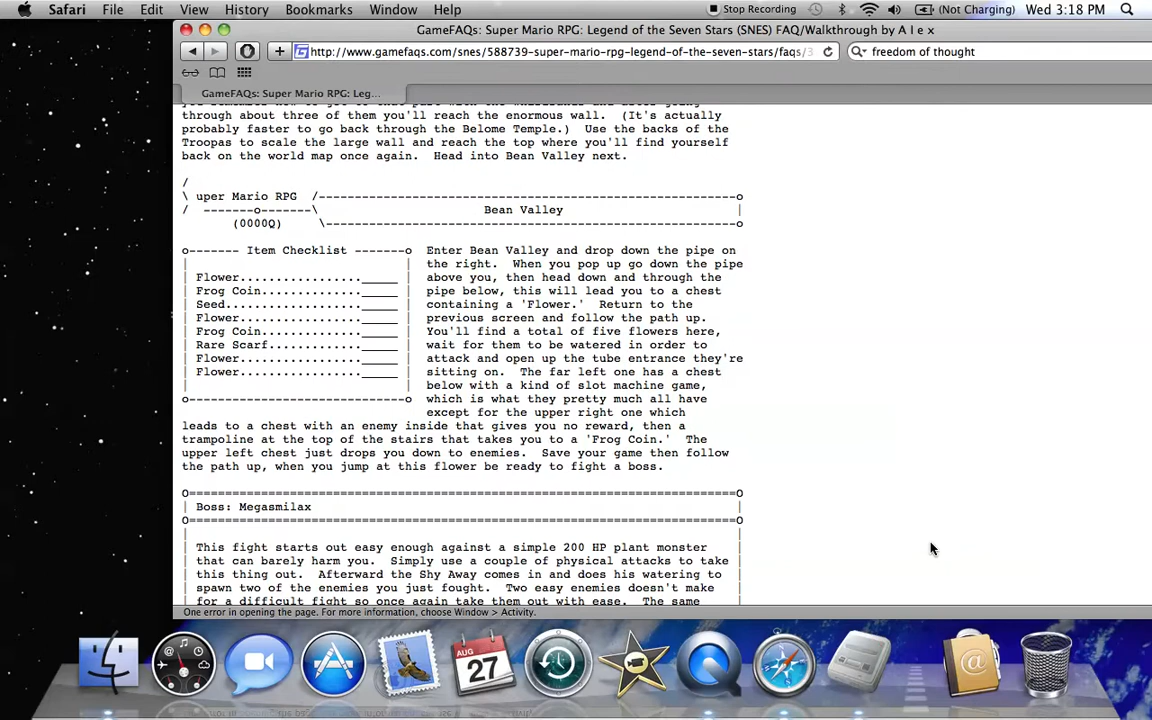 Safari File Edit View History Bookmarks Window Help Stop Recording (Not Charging) Wed 3:18 PM
GameFAQs: Super Mario RPG: Legend of the Seven Stars (SNES) FAQ/Walkthrough by A l e x
http://www.gamefaqs.com/snes/588739-super-mario-rpg-legend-of-the-seven-stars/faqs/3 freedom of thought
GameFAQs: Super Mario RPG: Leg...
through about three of them you'll reach the enormous wall. (It's actually
probably faster to go back through the Belome Temple.) Use the backs of the
Troopas to scale the large wall and reach the top where you'll find yourself
back on the world map once again. Head into Bean Valley next.
/
\ uper Mario RPG /----------------------------------------------------------o
/ -------o-------\ Bean Valley |
(0000Q) \----------------------------------------------------------o
o------- Item Checklist -------o Enter Bean Valley and drop down the pipe on
| | the right. When you pop up go down the pipe
| Flower................._____ | above you, then head down and through the
| Frog Coin.............._____ | pipe below, this will lead you to a chest
| Seed..................._____ | containing a 'Flower.' Return to the
| Flower................._____ | previous screen and follow the path up.
| Frog Coin.............._____ | You'll find a total of five flowers here,
| Rare Scarf............._____ | wait for them to be watered in order to
| Flower................._____ | attack and open up the tube entrance they're
| Flower................._____ | sitting on. The far left one has a chest
| | below with a kind of slot machine game,
o------------------------------o which is what they pretty much all have
except for the upper right one which
leads to a chest with an enemy inside that gives you no reward, then a
trampoline at the top of the stairs that takes you to a 'Frog Coin.' The
upper left chest just drops you down to enemies. Save your game then follow
the path up, when you jump at this flower be ready to fight a boss.
O============================================================================O
| Boss: Megasmilax |
O============================================================================O
| This fight starts out easy enough against a simple 200 HP plant monster |
| that can barely harm you. Simply use a couple of physical attacks to take |
| this thing out. Afterward the Shy Away comes in and does his watering to |
| spawn two of the enemies you just fought. Two easy enemies doesn't make |
| for a difficult fight so once again take them out with ease. The same |
One error in opening the page. For more information, choose Window > Activity.
AUG
27